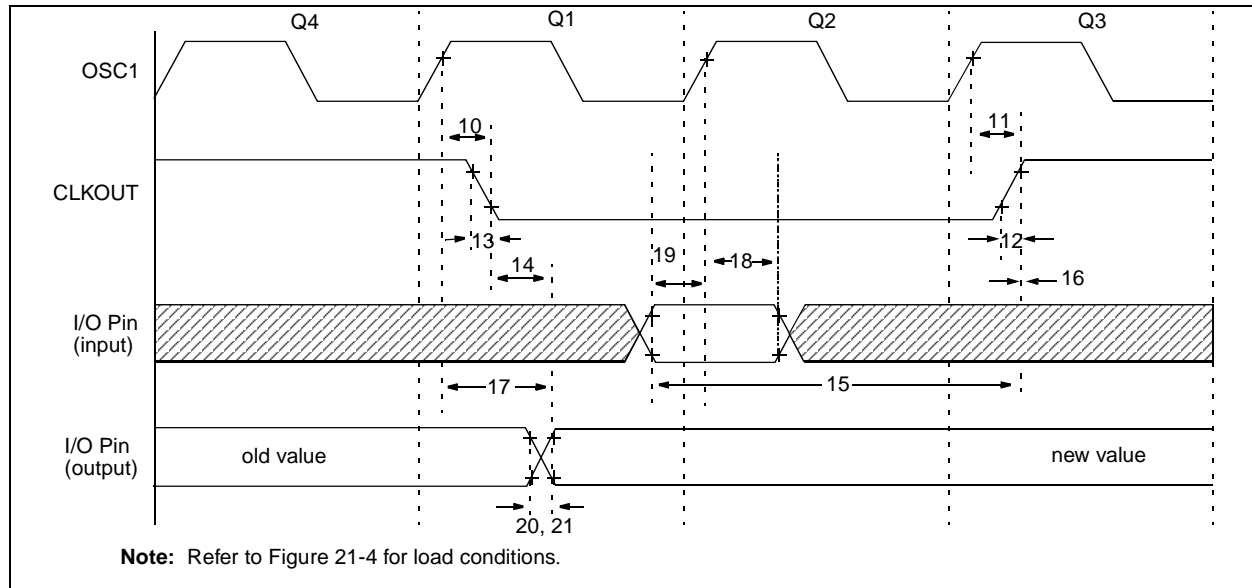 Q4 Q1 Q2 Q3
OSC1
10 11
CLKOUT
13 12
14 19 18
16
I/O Pin
(input)
17 15
I/O Pin
(output)
old value new value
20, 21
Note: Refer to Figure 21-4 for load conditions.